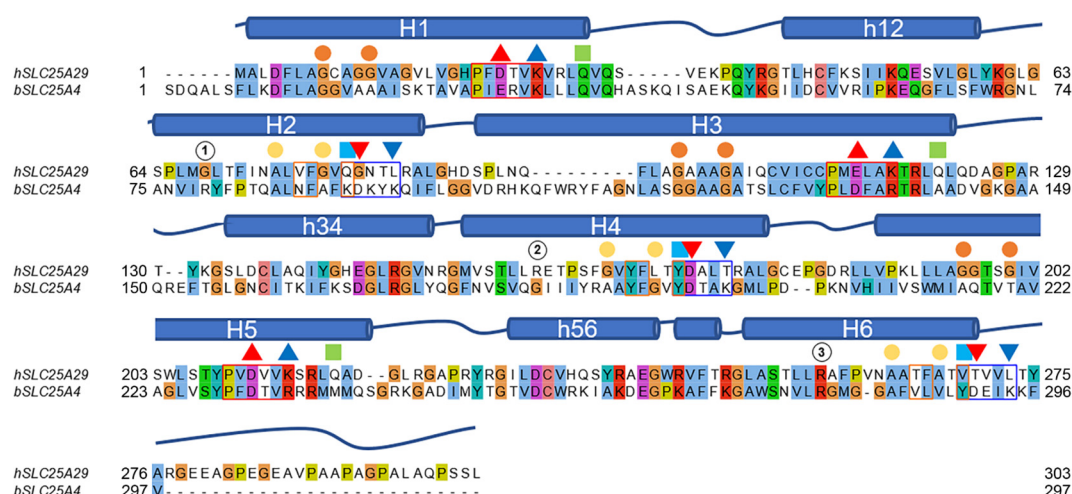 H1 h12
hSLC25A29 1 ------MALDFLAGCAGGVAGVLVGHPFDTVKVRLQVQS-----VEKPQYRGTLHCFKSIIKQESVLGLYKGLG 63
bSLC25A4 1 SDQALSFLKDFLAGGVAAAISKTAVAPIERVKLLLQVQHASKQISAEKQYKGIIDCVVRIPKEQGFLSFWRGNL 74
H2 H3
1
hSLC25A29 64 SPLMGLTFINALVFGVQGNTLRALGHDSPLNQ---------FLAGAAAGAIQCVICCPMELAKTRLQLQDAGPAR 129
bSLC25A4 75 ANVIRYFPTQALNFAFKDKYKQIFLGGVDRHKQFWRYFAGNLASGGAAGATSLCFVYPLDFARTRLAADVGKGAA 149
h34 H4
2
hSLC25A29 130 T--YKGSLDCLAQIYGHEGLRGVNRGMVSTLLRETPSFGVYFLTYDALTRALGCEPGDRLLVPKLLLAGGTSGIV 202
bSLC25A4 150 QREFTGLGNCITKIFKSDGLRGLYQGFNVSVQGIIIYRAAYFGVYDTAKGMLPD--PKNVHIIVSWMIAQTVTAV 222
H5 h56 H6
3
hSLC25A29 203 SWLSTYPVDVVKSRLQAD--GLRGAPRYRGILDCVHQSYRAEGWRVFTRGLASTLLRAFPVNAATFATVTVVLTY 275
bSLC25A4 223 AGLVSYPFDTVRRRMMMQSGRKGADIMYTGTVDCWRKIAKDEGPKAFFKGAWSNVLRGMG-GAFVLVLYDEIKKF 296
hSLC25A29 276 ARGEEAGPEGEAVPAAPAGPALAQPSSL 303
bSLC25A4 297 V--------------------------- 297